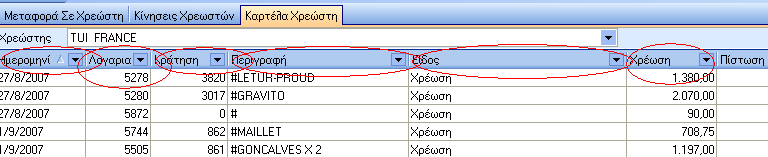 Μεταφορά Σε Χρεώστη Κίνησεις Χρεωστών Καρτέλα Χρεώστη
Χρεώστης TUI FRANCE
Ημερομηνί Λογαρια Κράτηση Περιγραφή Είδος Χρέωση Πίστωση
27/8/2007 5278 3820 #LETUR-PROUD Χρέωση 1.380,00
27/8/2007 5280 3017 #GRAVITO Χρέωση 2.070,00
27/8/2007 5872 0 # Χρέωση 90,00
1/9/2007 5744 862 #MAILLET Χρέωση 708,75
1/9/2007 5505 861 #GONCALVES X 2 Χρέωση 1.197,00